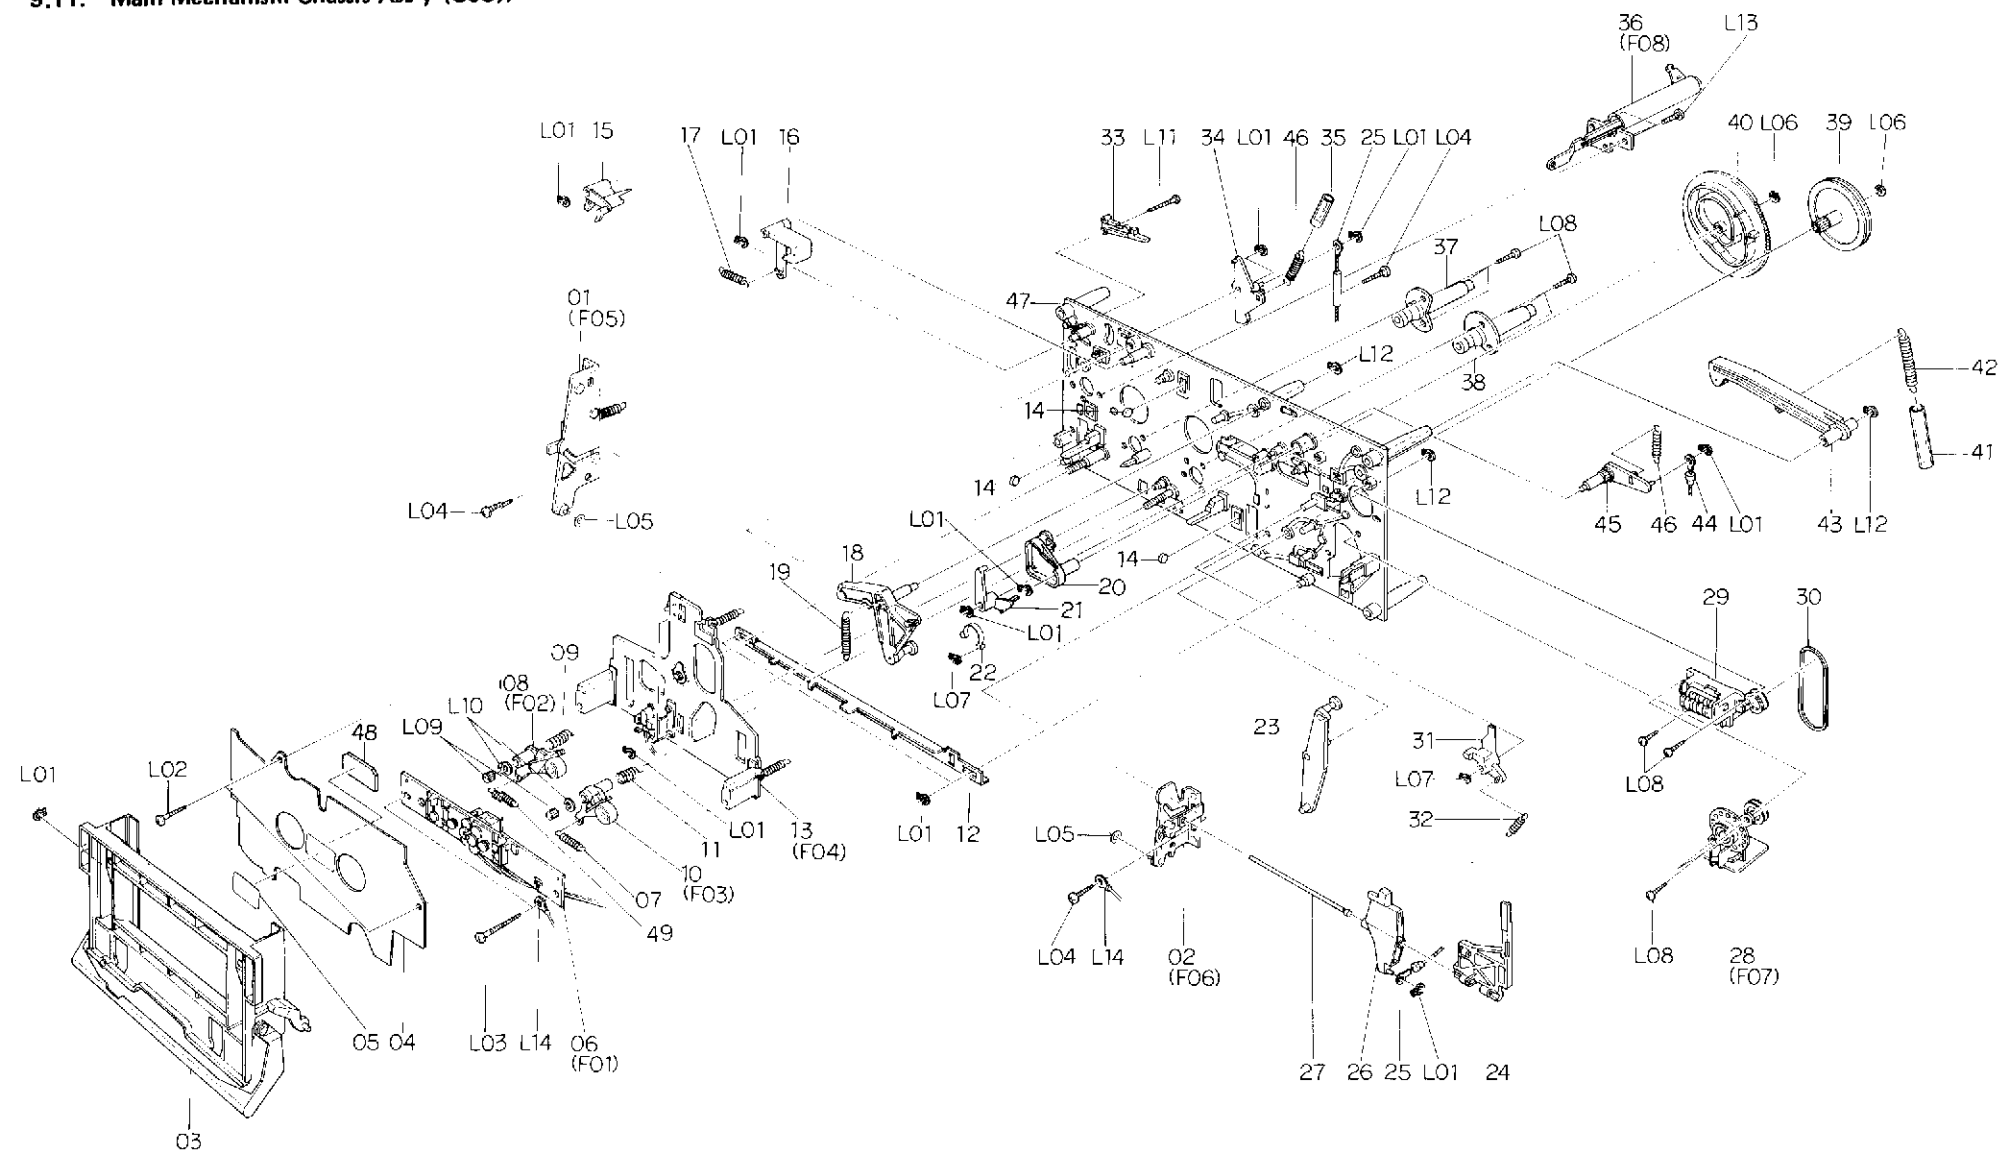 Main Mechanism Chassis Ass'y
36 L13
(F08)
L01 15 17 L01 16 33 L11 34 L01 46 35 25 L01 L04 40 L06 39 L06
L08
37
01
(F05)
47
L12
38
42
14
41
L04
L05
14
L12
45 46 44 L01 43 L12
L01
18
14
19
20
21
29 30
L01
09
22
08
(F02)
L07
L10
L09
48
23
31
L07
L08
L01 L02
32
L01 13
(F04)
L01 12
L05
11
10
(F03)
07
49
L04 L14 02
(F06)
L08 28
(F07)
05 04 L03 L14 06
(F01)
27 26 25 L01 24
03